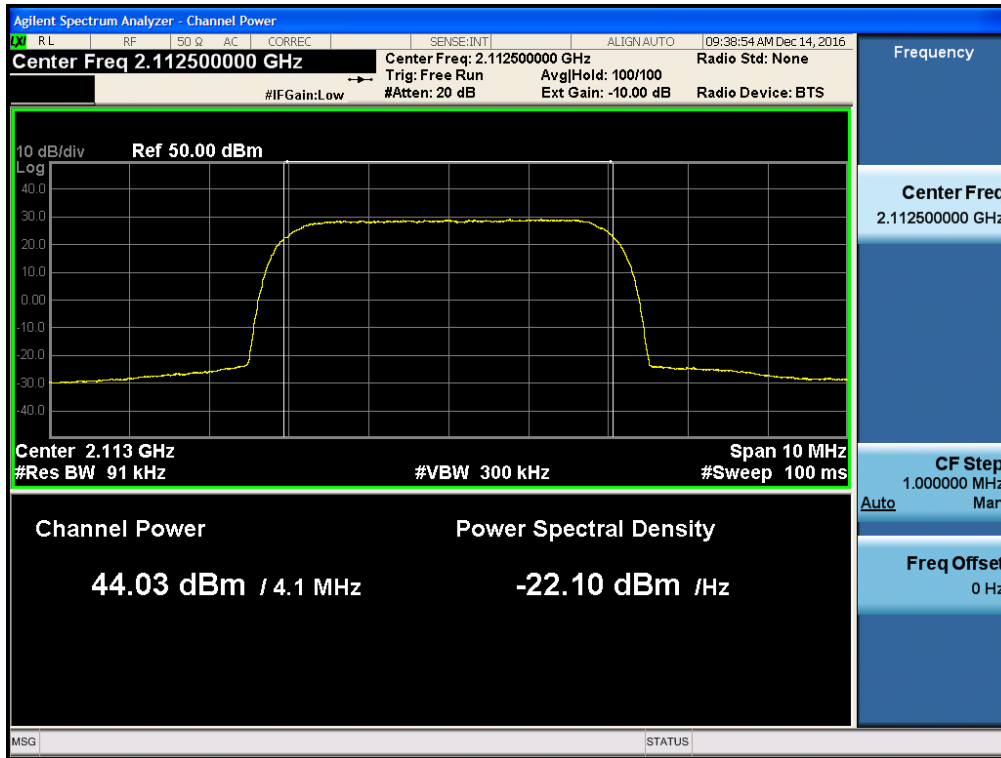 Agilent Spectrum Analyzer - Channel Power
LXI RL RF 50 Ω AC CORREC SENSE:INT ALIGN AUTO 09:38:54 AM Dec 14, 2016
Center Freq 2.112500000 GHz
Center Freq: 2.112500000 GHz Radio Std: None
Trig: Free Run Avg|Hold: 100/100
#IFGain:Low #Atten: 20 dB Ext Gain: -10.00 dB Radio Device: BTS
Frequency
10 dB/div Ref 50.00 dBm
Log
40.0
30.0
20.0
10.0
0.00
-10.0
-20.0
-30.0
-40.0
Center 2.113 GHz Span 10 MHz
#Res BW 91 kHz #VBW 300 kHz #Sweep 100 ms
Channel Power Power Spectral Density
44.03 dBm / 4.1 MHz -22.10 dBm /Hz
Center Freq
2.112500000 GHz
CF Step
1.000000 MHz
Auto Man
Freq Offset
0 Hz
MSG STATUS